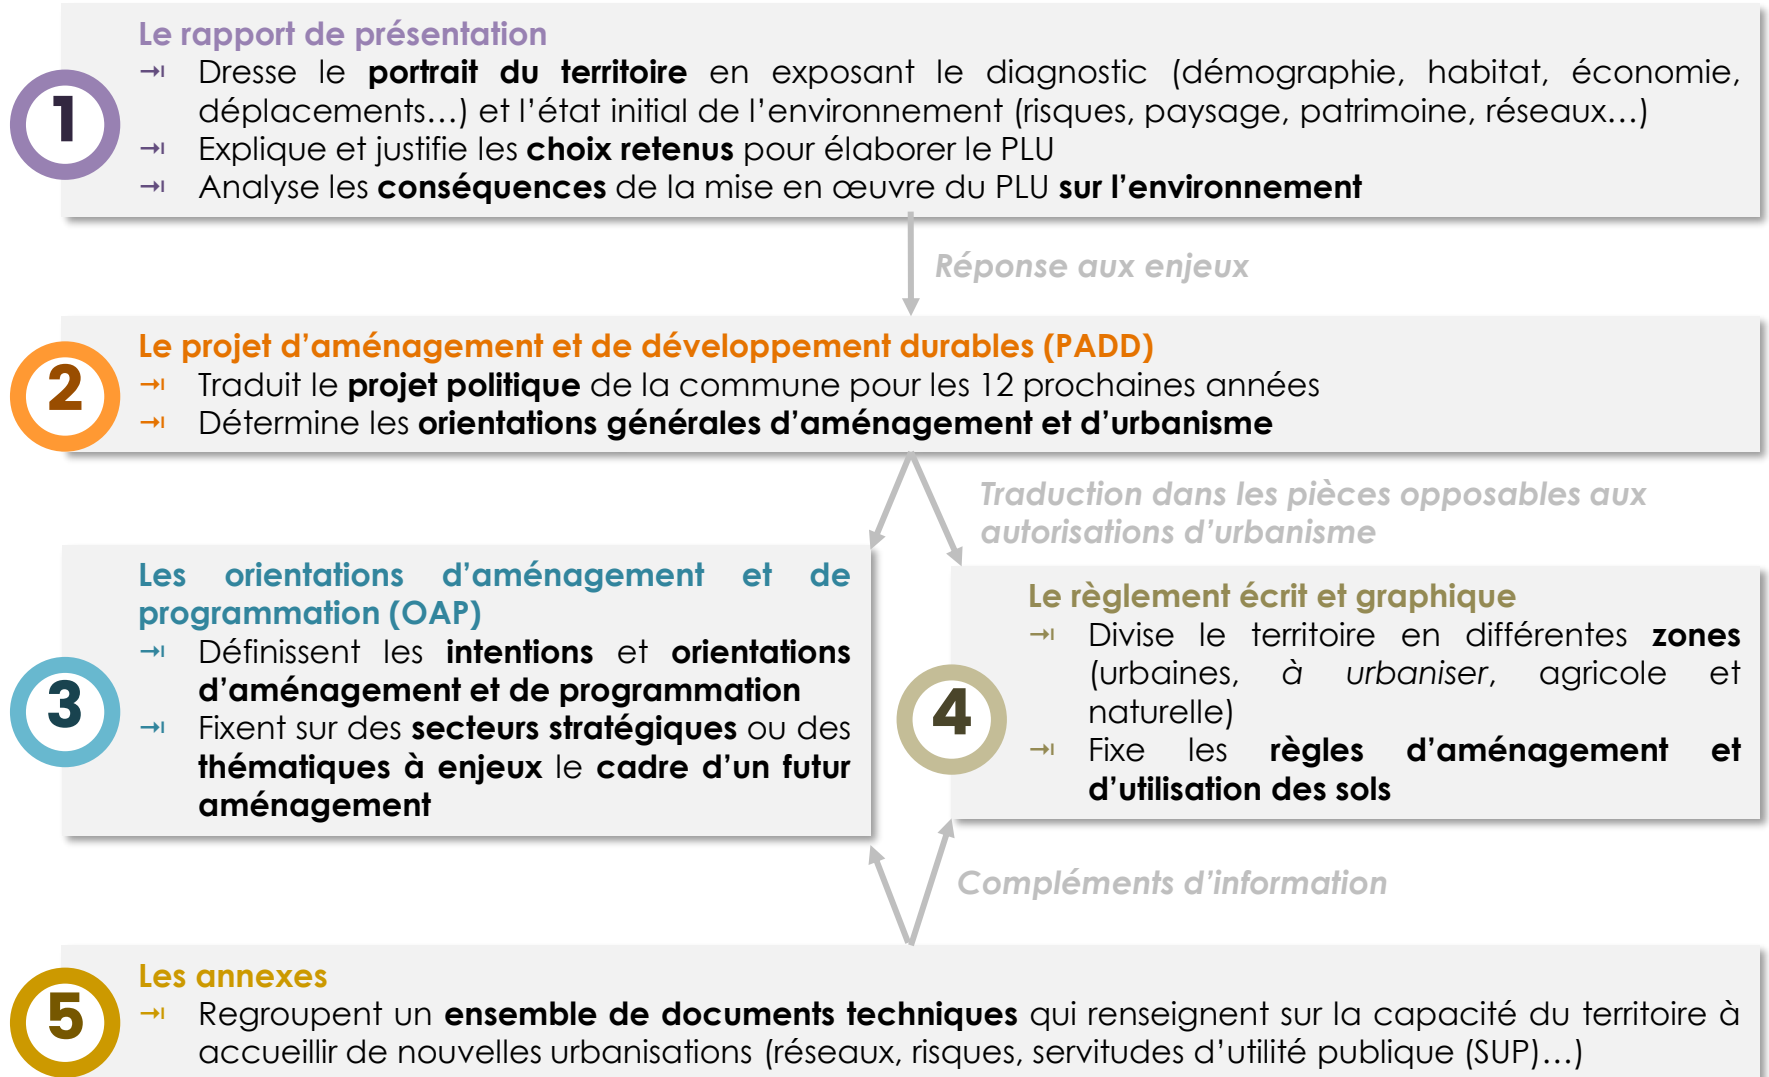 Le rapport de présentation
1
→ Dresse le portrait du territoire en exposant le diagnostic (démographie, habitat, économie,
déplacements…) et l’état initial de l’environnement (risques, paysage, patrimoine, réseaux…)
→ Explique et justifie les choix retenus pour élaborer le PLU
→ Analyse les conséquences de la mise en œuvre du PLU sur l’environnement
Réponse aux enjeux
Le projet d’aménagement et de développement durables (PADD)
2
→ Traduit le projet politique de la commune pour les 12 prochaines années
→ Détermine les orientations générales d’aménagement et d’urbanisme
Traduction dans les pièces opposables aux
autorisations d’urbanisme
Les orientations d’aménagement et de
programmation (OAP)
3
→ Définissent les intentions et orientations
d’aménagement et de programmation
→ Fixent sur des secteurs stratégiques ou des
thématiques à enjeux le cadre d’un futur
aménagement
Le règlement écrit et graphique
4
→ Divise le territoire en différentes zones
(urbaines, à urbaniser, agricole et
naturelle)
→ Fixe les règles d’aménagement et
d’utilisation des sols
Compléments d’information
Les annexes
5
→ Regroupent un ensemble de documents techniques qui renseignent sur la capacité du territoire à
accueillir de nouvelles urbanisations (réseaux, risques, servitudes d’utilité publique (SUP)…)